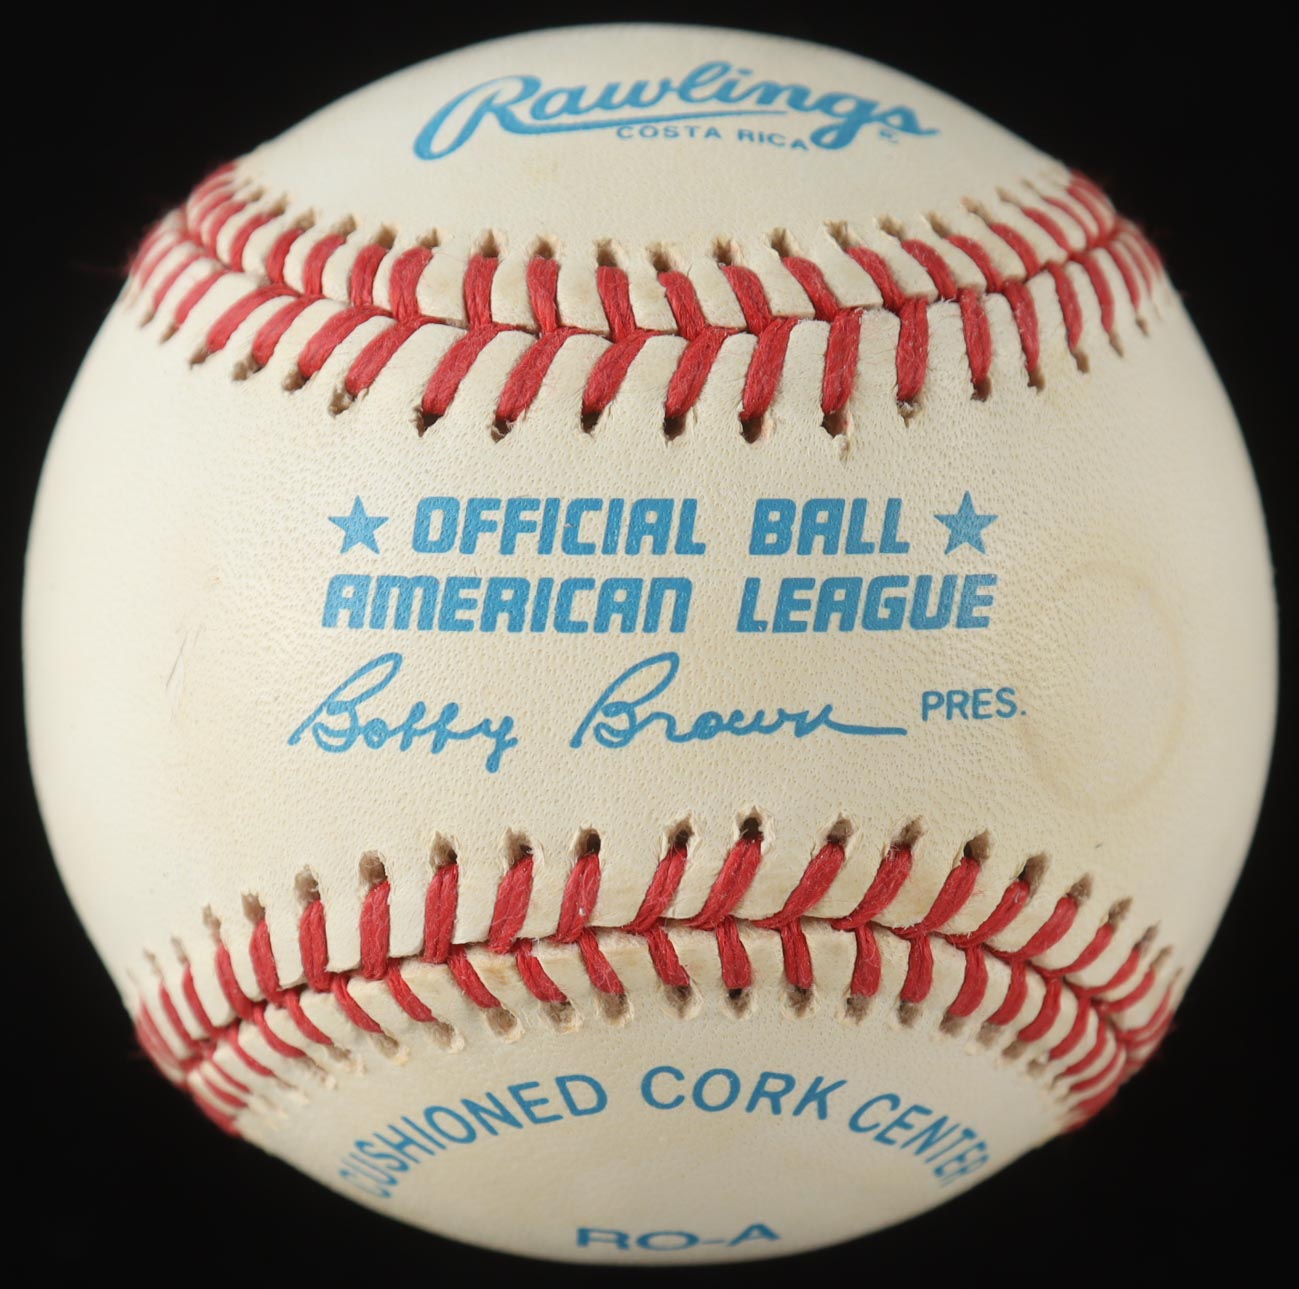 Rawlings
COSTA RICA
★ OFFICIAL BALL ★
AMERICAN LEAGUE
Bobby Brown PRES.
CUSHIONED CORK CENTER
RO-A